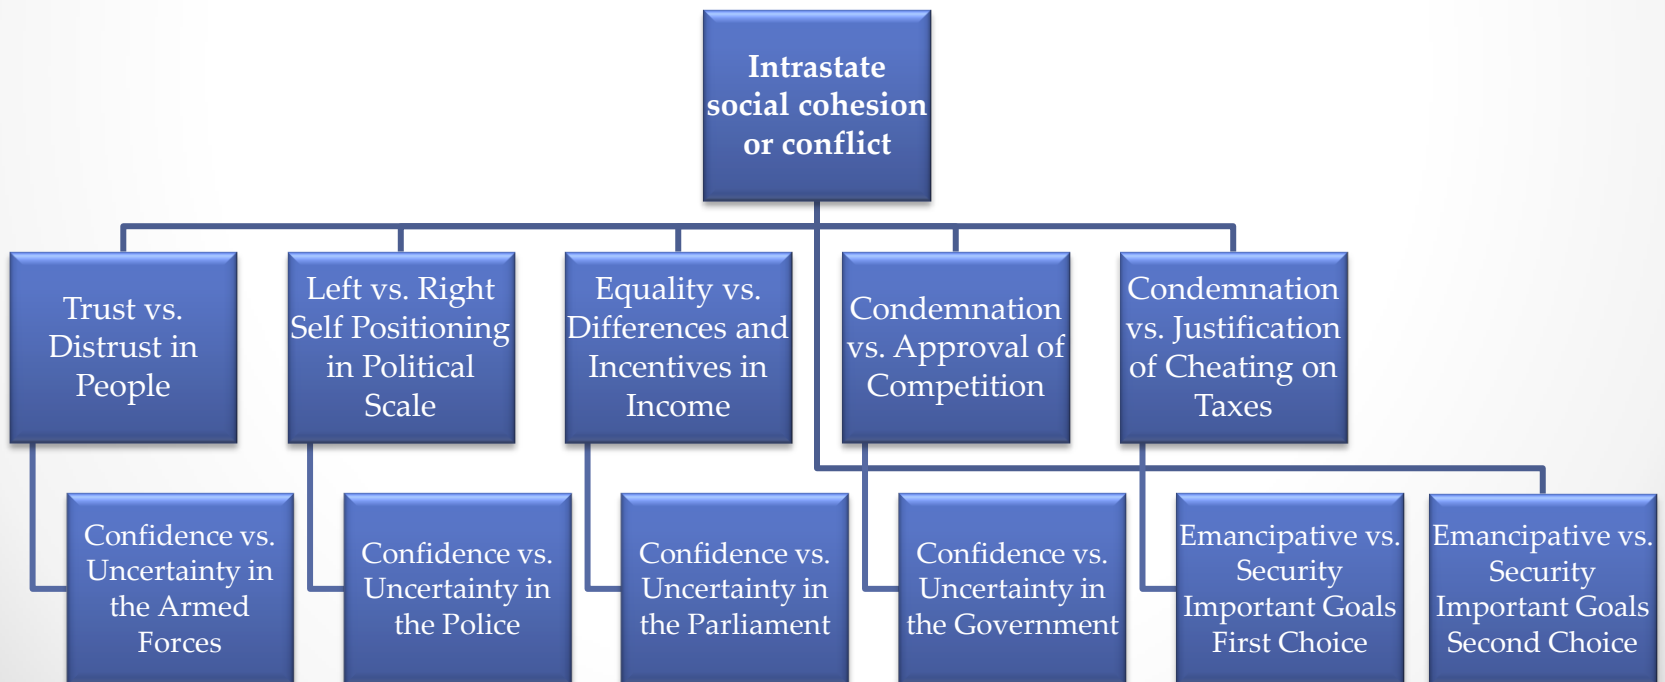 Intrastate
social cohesion
or conflict
Trust vs.
Distrust in
People
Left vs. Right
Self Positioning
in Political
Scale
Equality vs.
Differences and
Incentives in
Income
Condemnation
vs. Approval of
Competition
Condemnation
vs. Justification
of Cheating on
Taxes
Confidence vs.
Uncertainty in
the Armed
Forces
Confidence vs.
Uncertainty in
the Police
Confidence vs.
Uncertainty in
the Parliament
Confidence vs.
Uncertainty in
the Government
Emancipative vs.
Security
Important Goals
First Choice
Emancipative vs.
Security
Important Goals
Second Choice